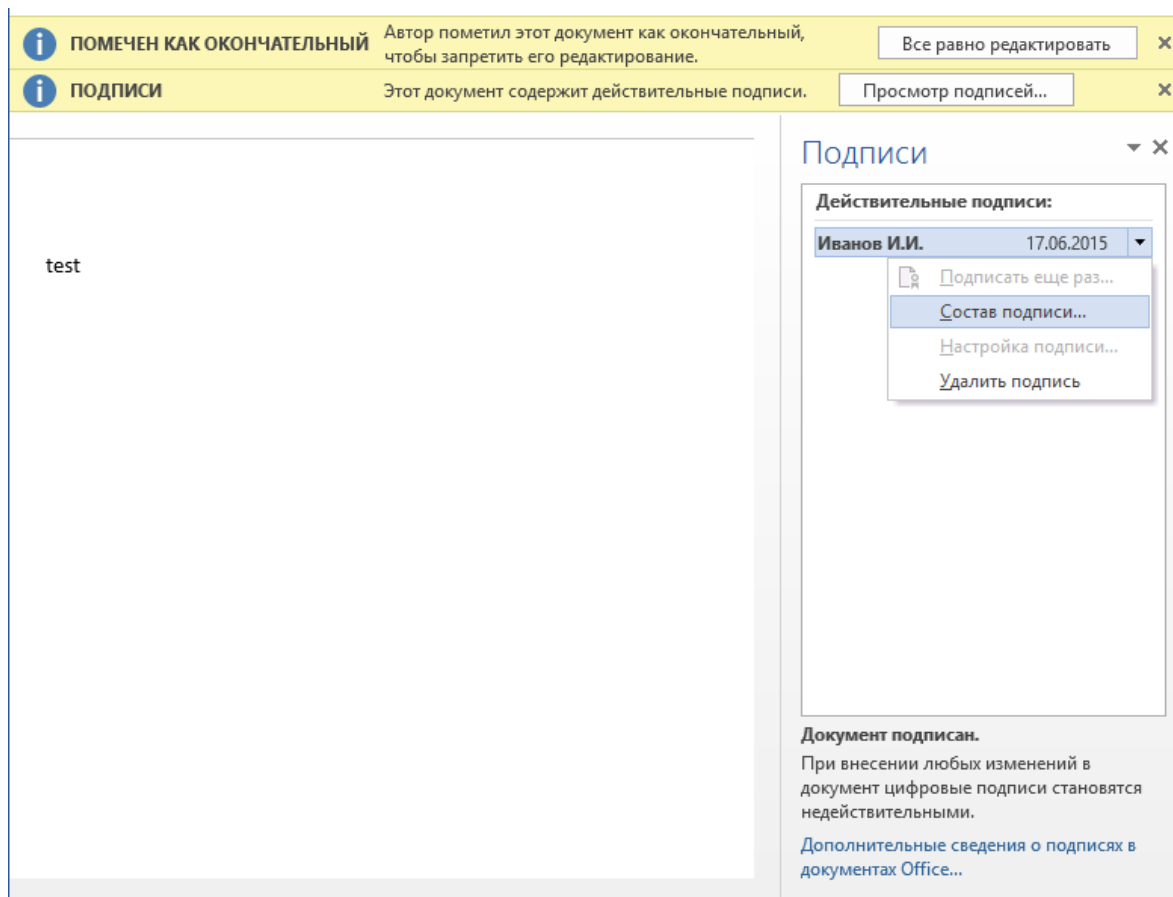 ПОМЕЧЕН КАК ОКОНЧАТЕЛЬНЫЙ Автор пометил этот документ как окончательный, Все равно редактировать
чтобы запретить его редактирование.
ПОДПИСИ Этот документ содержит действительные подписи. Просмотр подписей...
Подписи
Действительные подписи:
Иванов И.И. 17.06.2015
test
Подписать еще раз...
Состав подписи...
Настройка подписи...
Удалить подпись
Документ подписан.
При внесении любых изменений в
документ цифровые подписи становятся
недействительными.
Дополнительные сведения о подписях в
документах Office...